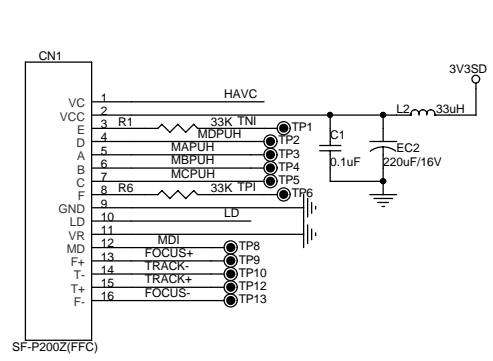 CN1
3V3SD
VC 1 HAVC
VCC 2 L2 33uH
E 3 R1 33K TNI TP1
D 4 MDPUH TP2 C1
A 5 MAPUH TP3 EC2
B 6 MBPUH TP4 0.1uF 220uF/16V
C 7 MCPUH TP5
F 8 R6 33K TPI TP6
GND 9
LD 10 LD
VR 11
MD 12 MDI TP8
F+ 13 FOCUS+ TP9
T- 14 TRACK- TP10
T+ 15 TRACK+ TP12
F- 16 FOCUS- TP13
SF-P200Z(FFC)